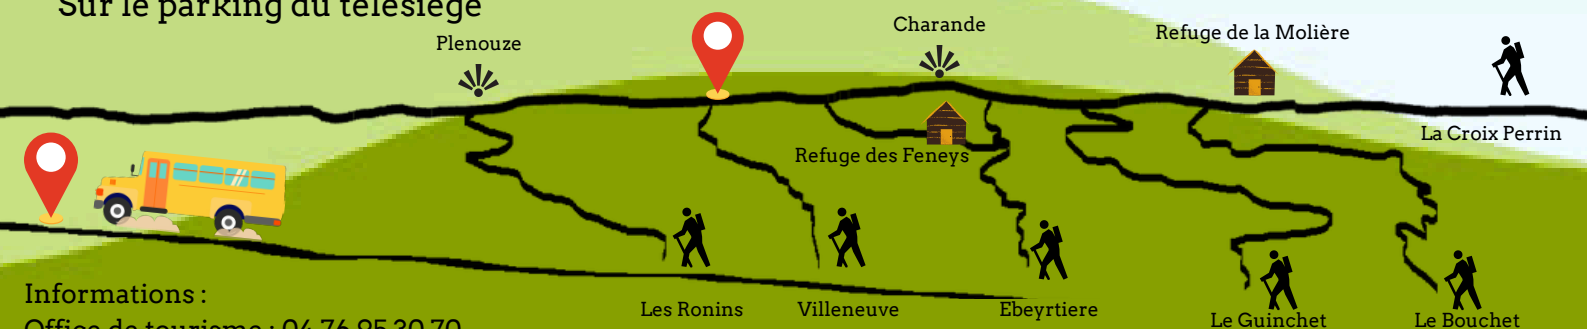 Sur le parking du télésiège
Plenouze
Charande
Refuge de la Molière
La Croix Perrin
Refuge des Feneys
Informations :
Les Ronins
Villeneuve
Ebeyrtiere
Le Guinchet
Le Bouchet
Office de tourisme : 04 76 95 30 70